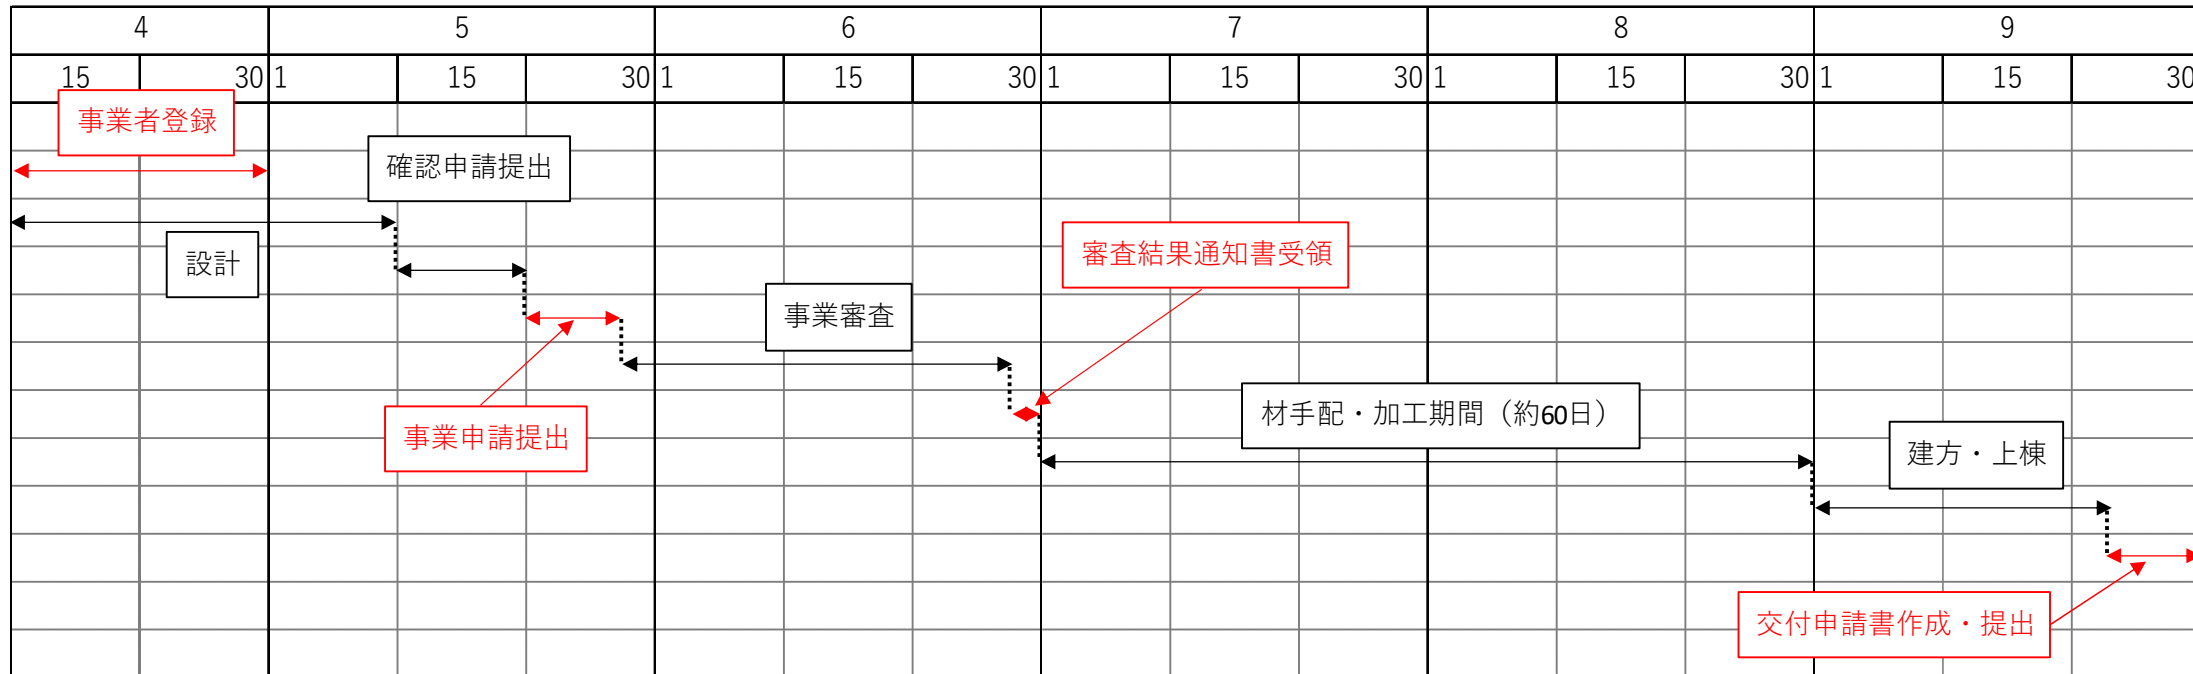 4 5 6 7 8 9
15 30 1 15 30 1 15 30 1 15 30 1 15 30 1 15 30
事業者登録
確認申請提出
設計
審査結果通知書受領
事業審査
事業申請提出
材手配・加工期間（約60日）
建方・上棟
交付申請書作成・提出